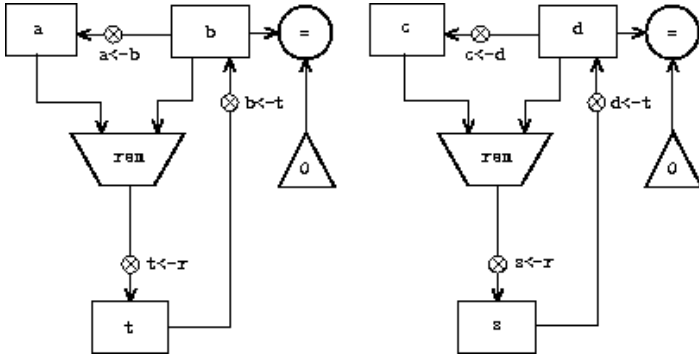 a
a<-b
b
=
b<-t
rem
0
t<-r
t
c
c<-d
d
=
d<-t
rem
0
s<-r
s